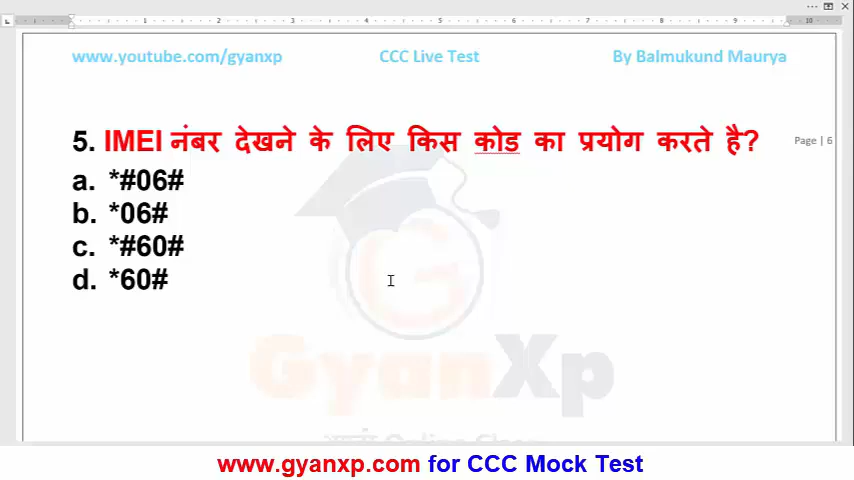 www.youtube.com/gyanxp CCC Live Test By Balmukund Maurya
5. IMEI नंबर देखने के लिए किस कोड का प्रयोग करते है?
Page | 6
a. *#06#
b. *06#
c. *#60#
d. *60#
GyanXp
www.gyanxp.com for CCC Mock Test